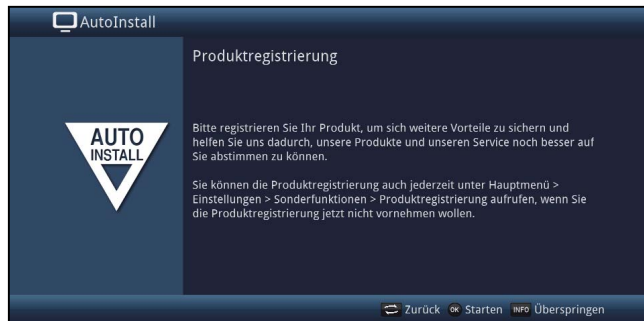 AutoInstall
Produktregistrierung
AUTO
INSTALL
Bitte registrieren Sie Ihr Produkt, um sich weitere Vorteile zu sichern und
helfen Sie uns dadurch, unsere Produkte und unseren Service noch besser auf
Sie abstimmen zu können.
Sie können die Produktregistrierung auch jederzeit unter Hauptmenü >
Einstellungen > Sonderfunktionen > Produktregistrierung aufrufen, wenn Sie
die Produktregistrierung jetzt nicht vornehmen wollen.
Zurück OK Starten INFO Überspringen